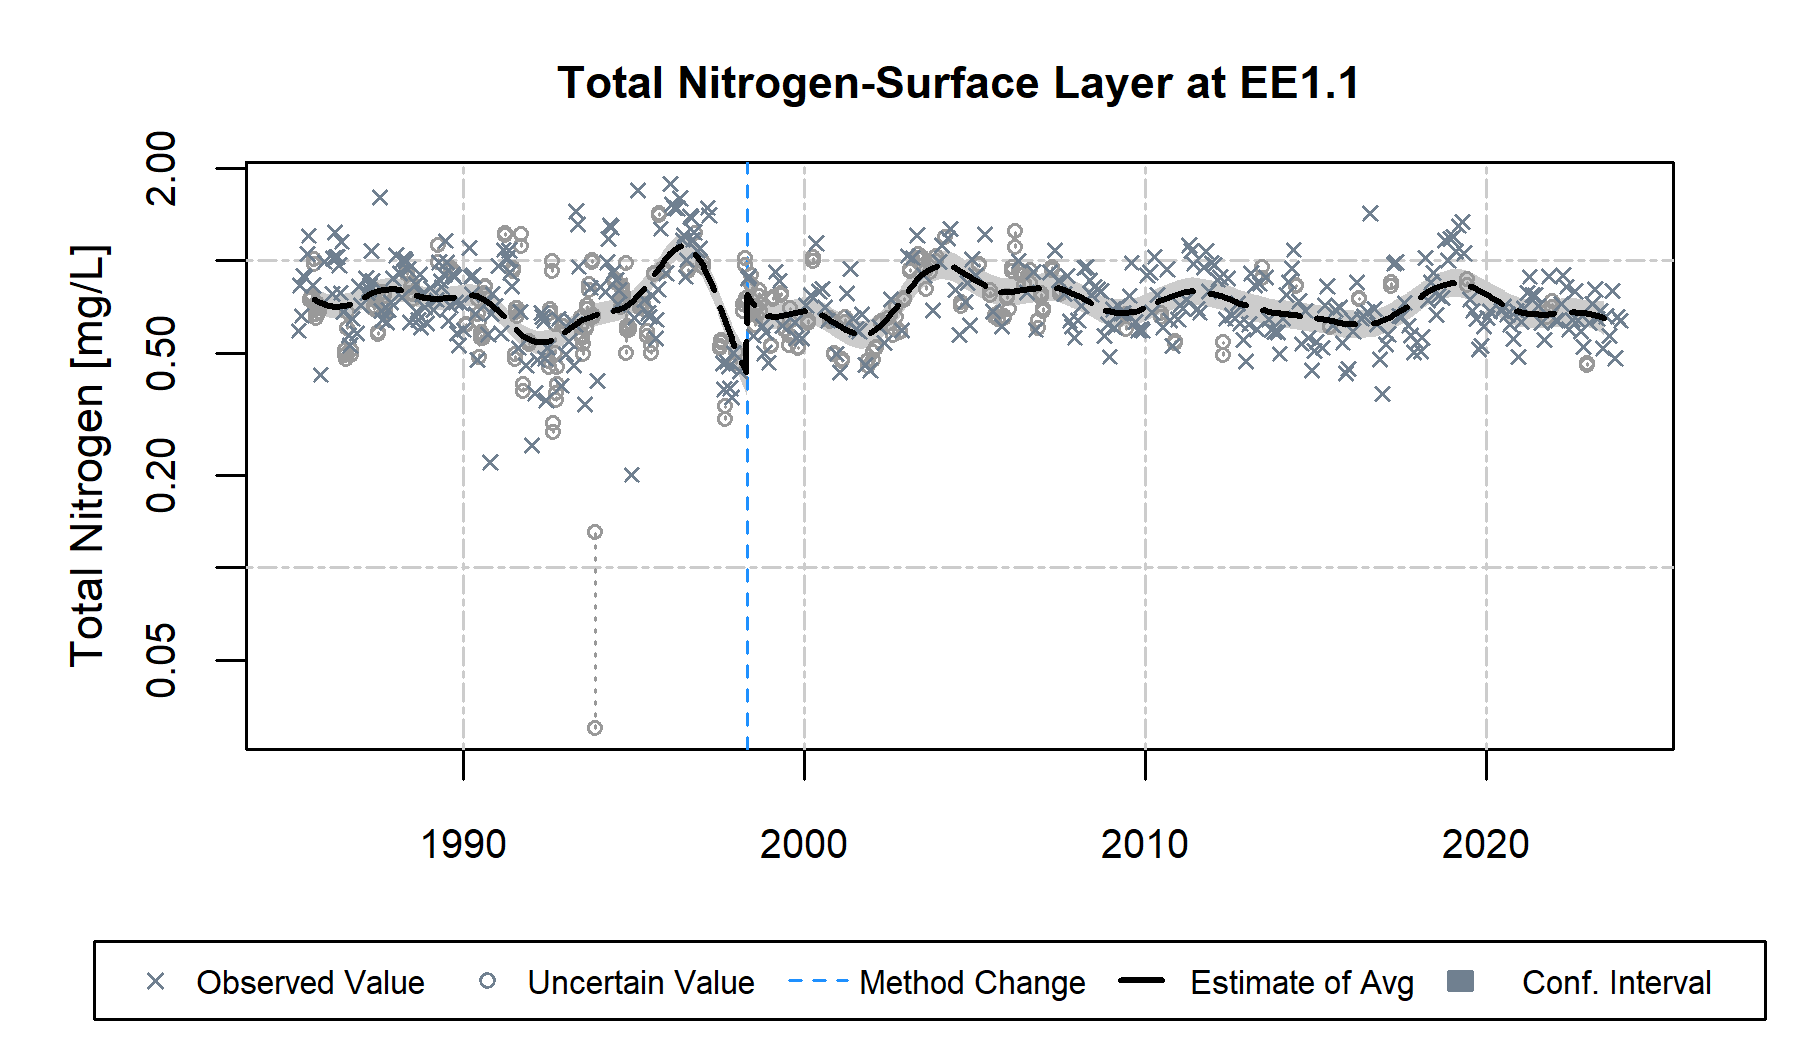 Total Nitrogen-Surface Layer at EE1.1
Total Nitrogen [mg/L]
2.00
0.50
0.20
0.05
1990 2000 2010 2020
Observed Value Uncertain Value Method Change Estimate of Avg Conf. Interval